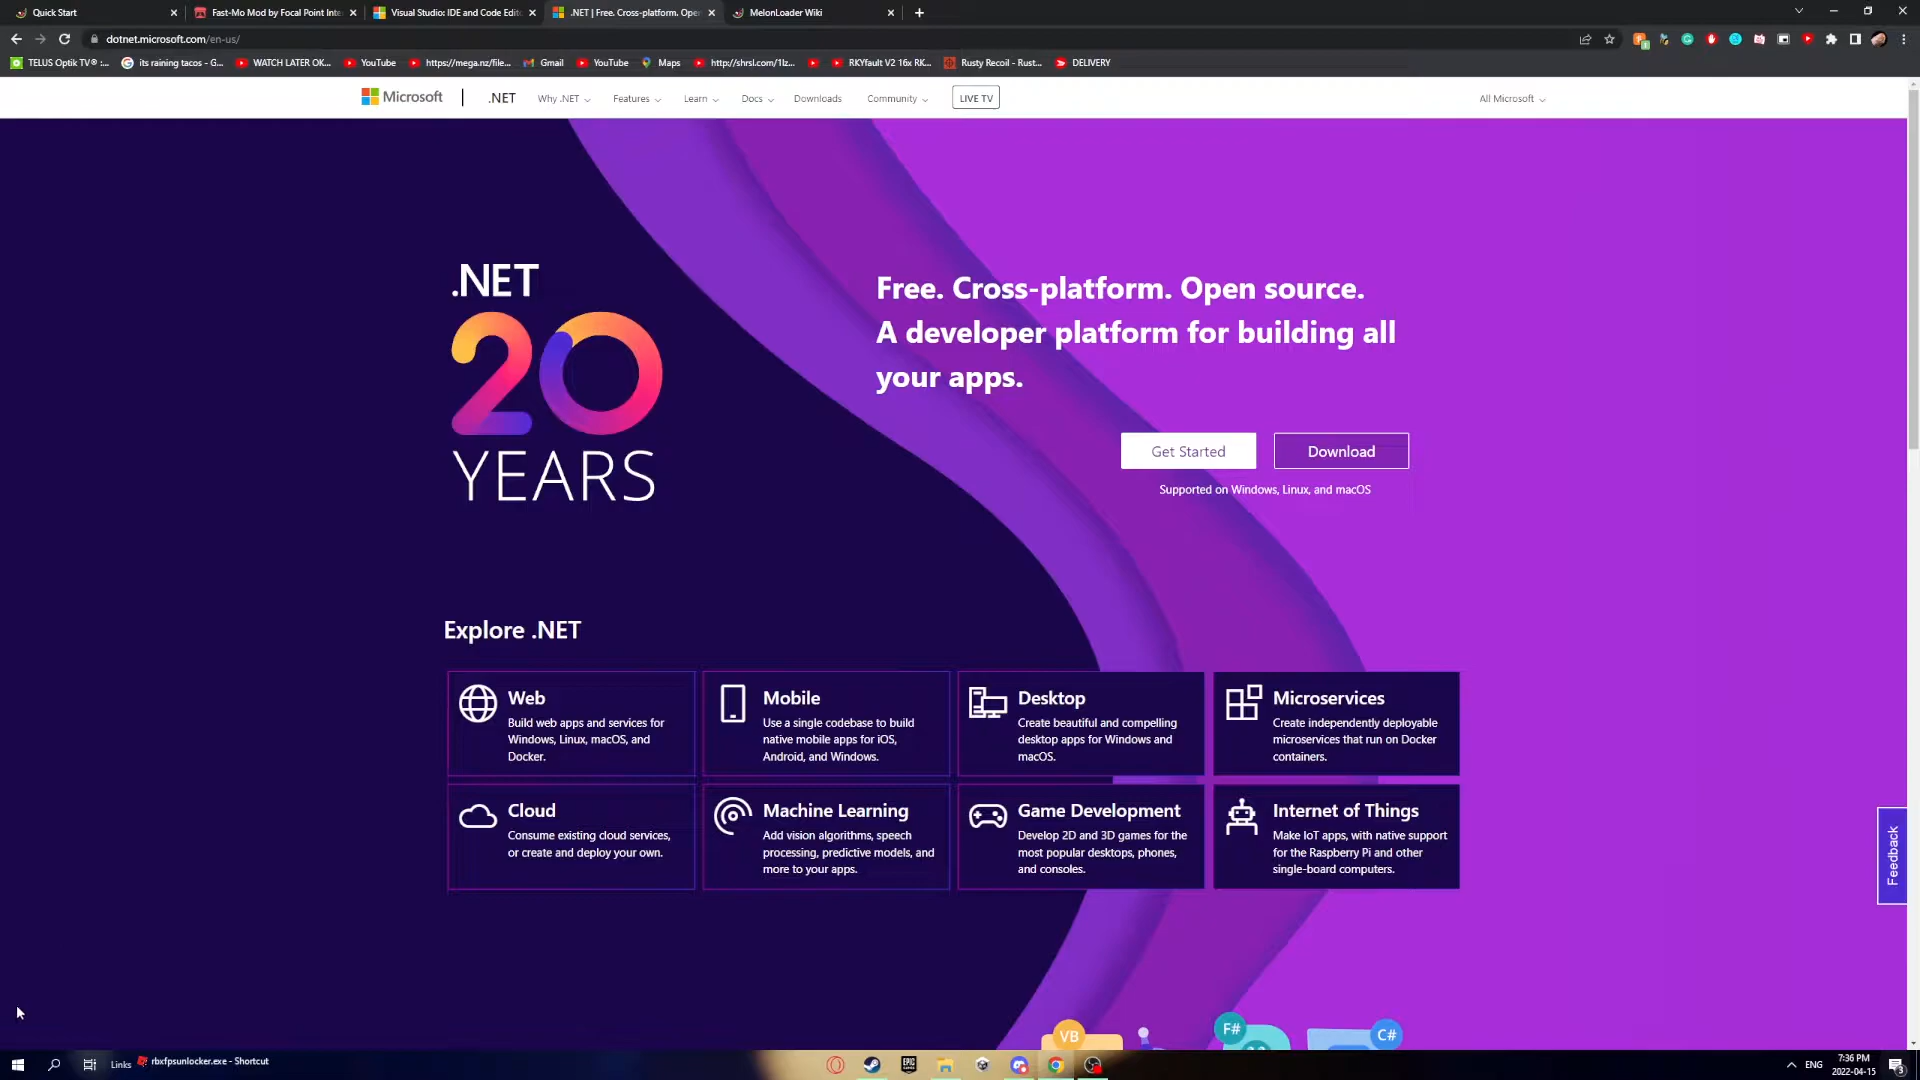 Quick Start
Fast-Mo Mod by Focal Point Inte
Visual Studio: IDE and Code Edit
.NET | Free. Cross-platform. Ope
MelonLoader Wiki
dotnet.microsoft.com/en-us/
TELUS Optik TV® :...
its raining tacos - G...
WATCH LATER OK...
YouTube
https://mega.nz/file...
Gmail
YouTube
Maps
http://shrsl.com/1lz...
RKYfault V2 16x RK...
Rusty Recoil - Rust...
DELIVERY
Microsoft
.NET
Why .NET
Features
Learn
Docs
Downloads
Community
LIVE TV
All Microsoft
.NET
20
YEARS
Free. Cross-platform. Open source.
A developer platform for building all
your apps.
Get Started
Download
Supported on Windows, Linux, and macOS
Explore .NET
Web
Build web apps and services for
Windows, Linux, macOS, and
Docker.
Mobile
Use a single codebase to build
native mobile apps for iOS,
Android, and Windows.
Desktop
Create beautiful and compelling
desktop apps for Windows and
macOS.
Microservices
Create independently deployable
microservices that run on Docker
containers.
Cloud
Consume existing cloud services,
or create and deploy your own.
Machine Learning
Add vision algorithms, speech
processing, predictive models, and
more to your apps.
Game Development
Develop 2D and 3D games for the
most popular desktops, phones,
and consoles.
Internet of Things
Make IoT apps, with native support
for the Raspberry Pi and other
single-board computers.
Feedback
VB
F#
C#
Links
rbxfpsunlocker.exe - Shortcut
EPIC
ENG
7:36 PM
2022-04-15
3